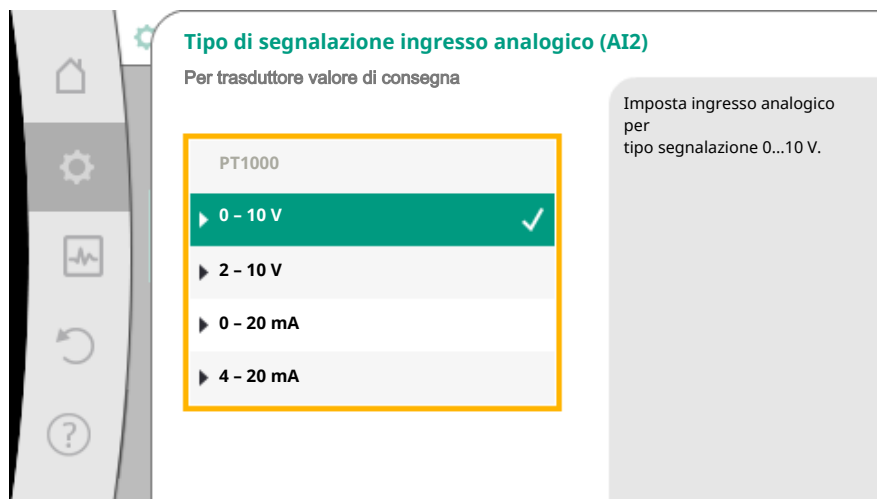 Tipo di segnalazione ingresso analogico (AI2)
Per trasduttore valore di consegna
PT1000
0 – 10 V
2 – 10 V
0 – 20 mA
4 – 20 mA
Imposta ingresso analogico
per
tipo segnalazione 0...10 V.
?